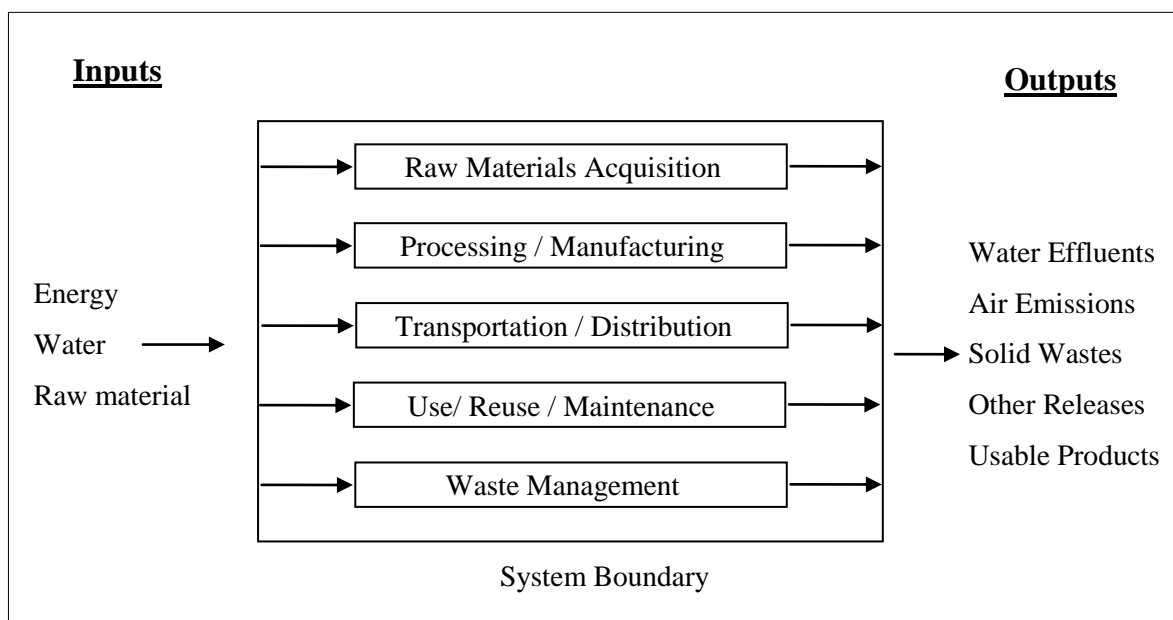 Inputs
Outputs
Raw Materials Acquisition
Processing / Manufacturing
Transportation / Distribution
Use/ Reuse / Maintenance
Waste Management
Energy
Water
Raw material
Water Effluents
Air Emissions
Solid Wastes
Other Releases
Usable Products
System Boundary